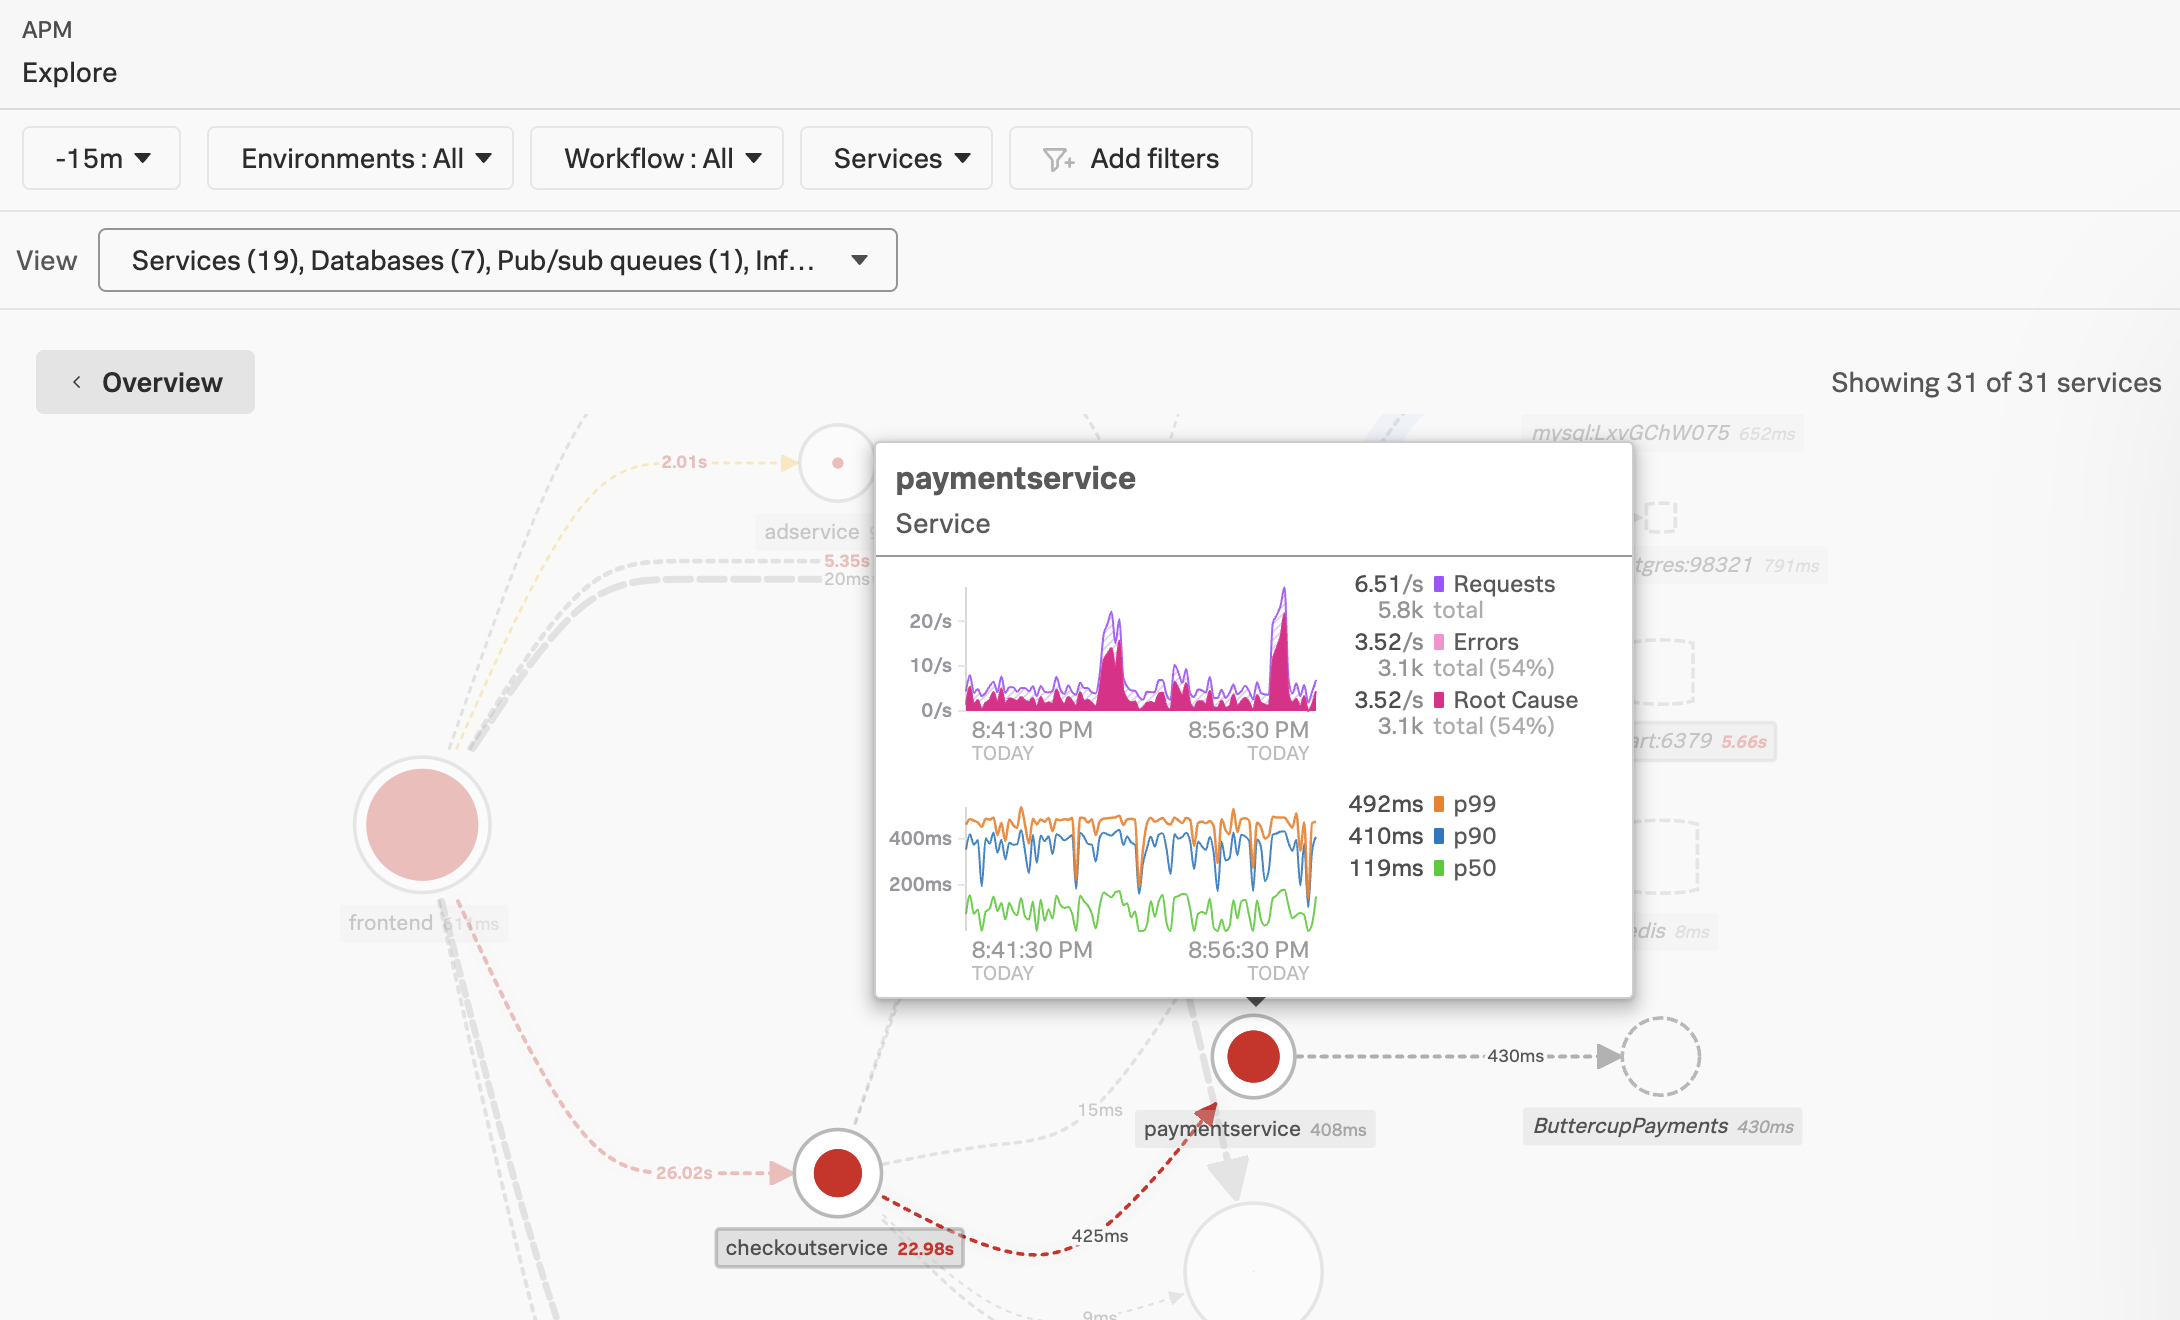 APM
Explore
-15m
Environments : All
Workflow : All
Services
Add filters
View
Services (19), Databases (7), Pub/sub queues (1), Inf...
Overview
Showing 31 of 31 services
mysql:LxvGChW075 652ms
2.01s
adservice
5.35s
20ms
paymentservice
Service
20/s
10/s
0/s
8:41:30 PM
TODAY
8:56:30 PM
TODAY
6.51/s Requests
5.8k total
3.52/s Errors
3.1k total (54%)
3.52/s Root Cause
3.1k total (54%)
400ms
200ms
8:41:30 PM
TODAY
8:56:30 PM
TODAY
492ms p99
410ms p90
119ms p50
tgres:98321 791ms
art:6379 5.66s
edis 8ms
frontend
430ms
15ms
paymentservice 408ms
ButtercupPayments 430ms
26.02s
checkoutservice 22.98s
425ms
9ms